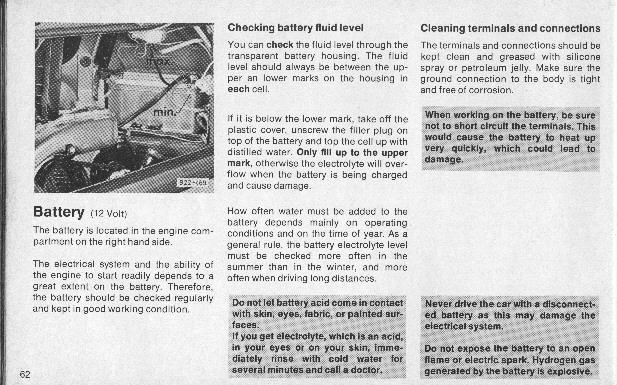 max.
min.
Battery (12 Volt)
The battery is located in the engine com-
partment on the right hand side.
The electrical system and the ability of
the engine to start readily depends to a
great extent on the battery. Therefore,
the battery should be checked regularly
and kept in good working condition.
62
Checking battery fluid level
You can check the fluid level through the
transparent battery housing. The fluid
level should always be between the up-
per an lower marks on the housing in
each cell.
If it is below the lower mark, take off the
plastic cover, unscrew the filler plug on
top of the battery and top the cell up with
distilled water. Only fill up to the upper
mark, otherwise the electrolyte will over-
flow when the battery is being charged
and cause damage.
How often water must be added to the
battery depends mainly on operating
conditions and on the time of year. As a
general rule, the battery electrolyte level
must be checked more often in the
summer than in the winter, and more
often when driving long distances.
Do not let battery acid come in contact
with skin, eyes, fabric, or painted sur-
faces.
If you get electrolyte, which is an acid,
in your eyes or on your skin, imme-
diately rinse with cold water for
several minutes and call a doctor.
Cleaning terminals and connections
The terminals and connections should be
kept clean and greased with silicone
spray or petroleum jelly. Make sure the
ground connection to the body is tight
and free of corrosion.
When working on the battery, be sure
not to short circuit the terminals. This
would cause the battery to heat up
very quickly, which could lead to
damage.
Never drive the car with a disconnect-
ed battery as this may damage the
electrical system.
Do not expose the battery to an open
flame or electric spark. Hydrogen gas
generated by the battery is explosive.